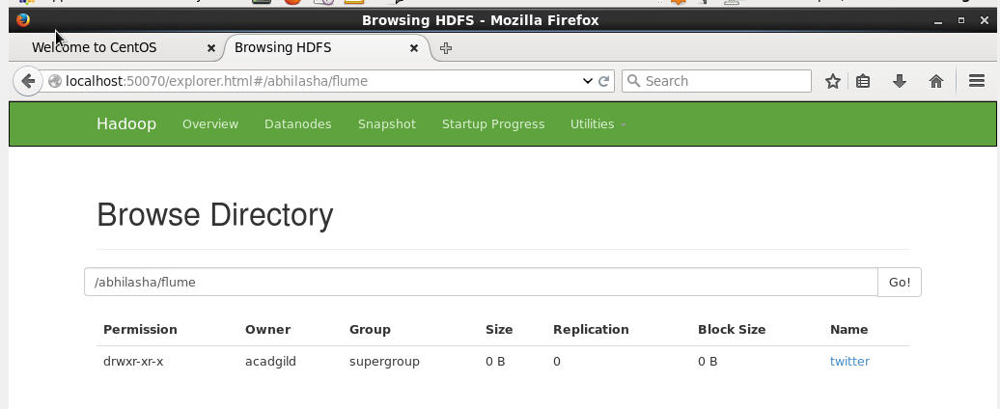 Browsing HDFS - Mozilla Firefox
Welcome to CentOS Browsing HDFS
localhost:50070/explorer.html#/abhilasha/flume Search
Hadoop Overview Datanodes Snapshot Startup Progress Utilities
Browse Directory
/abhilasha/flume Go!
Permission Owner Group Size Replication Block Size Name
drwxr-xr-x acadgild supergroup 0 B 0 0 B twitter